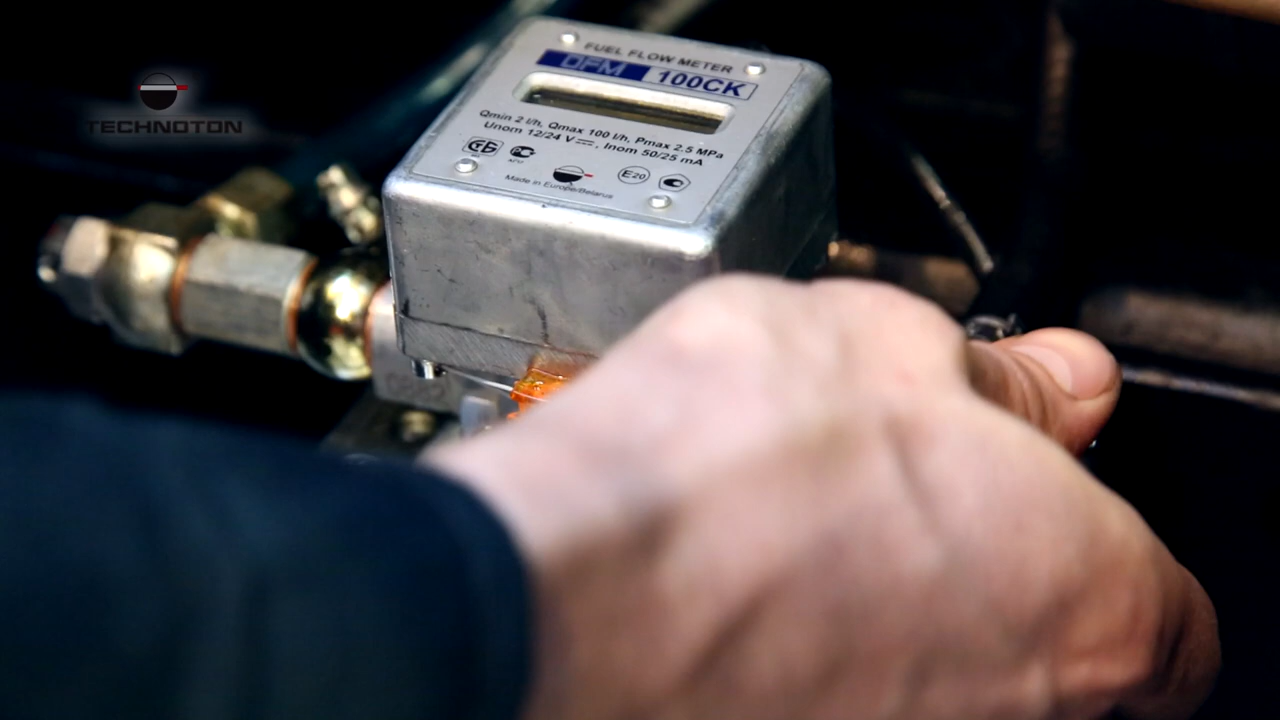 TECHNOTON
FUEL FLOW METER
DFM 100CK
Qmin 2 l/h, Qmax 100 l/h, Pmax 2.5 MPa
Unom 12/24 V, Inom 50/25 mA
E20
Made in Europe/Belarus